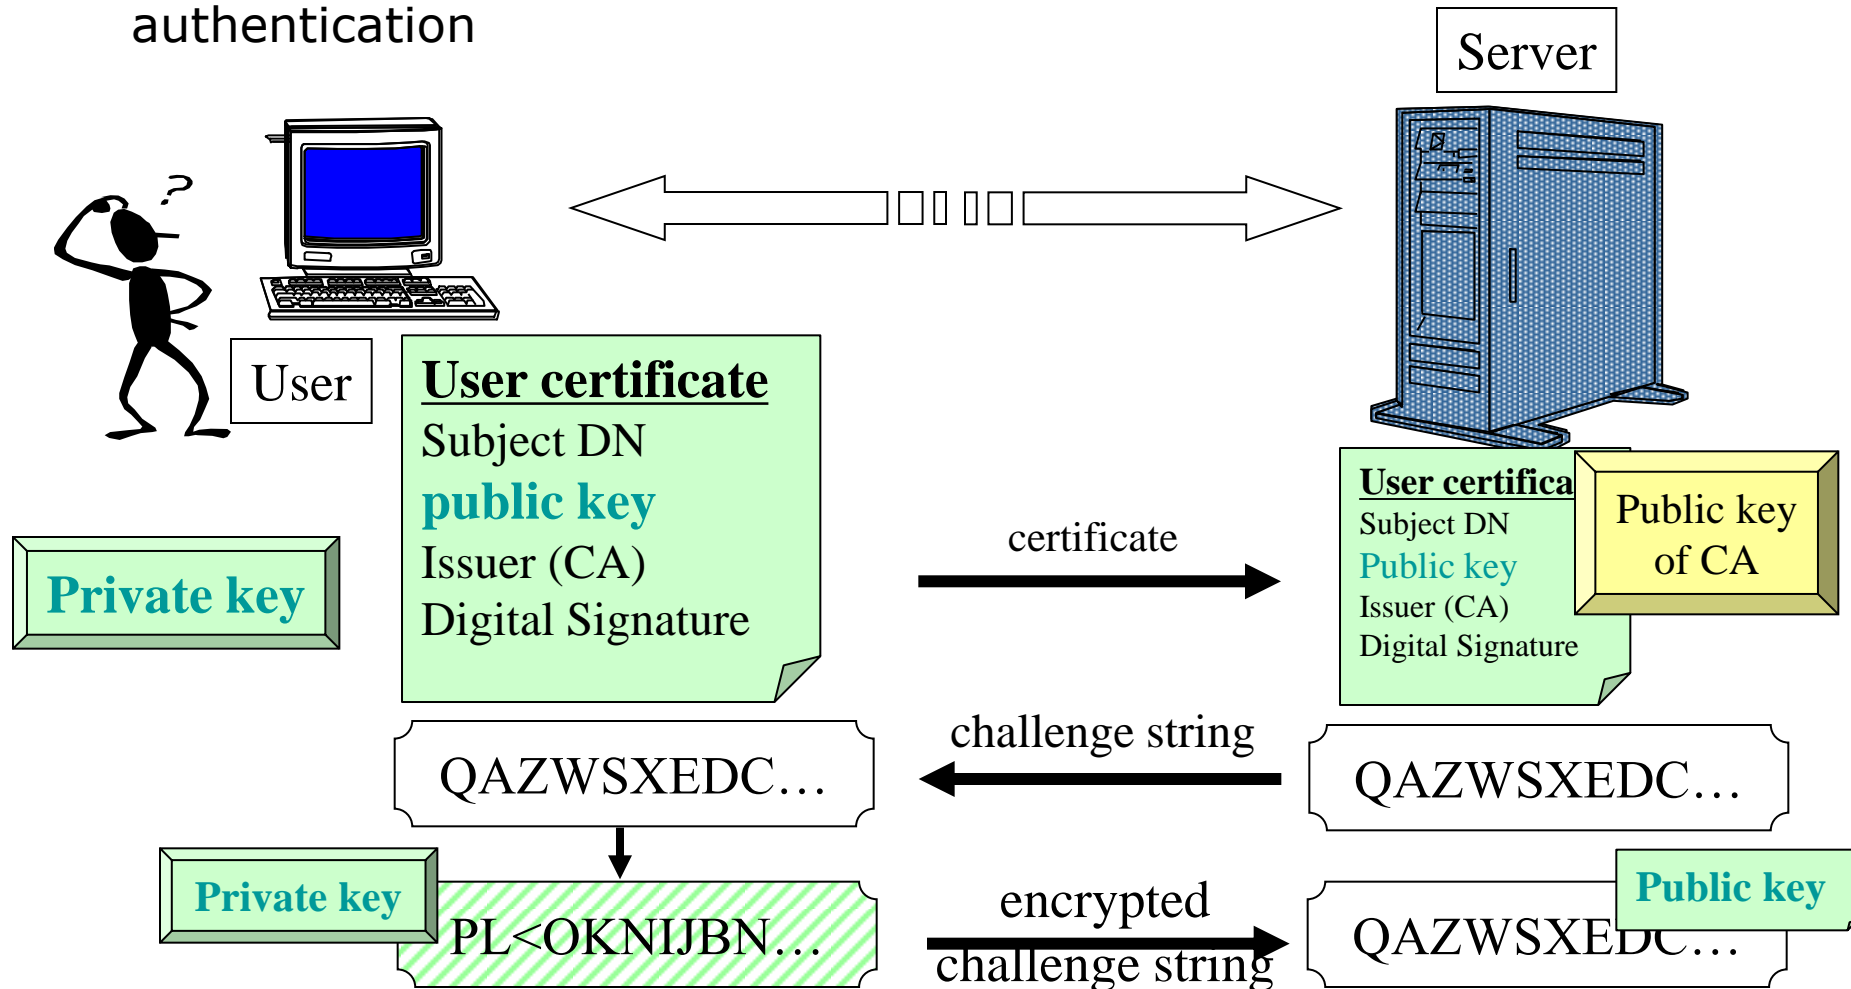 authentication
Server
?
User
User certificate
Subject DN
public key
Issuer (CA)
Digital Signature
Private key
certificate
User certifica
Subject DN
Public key
Issuer (CA)
Digital Signature
Public key
of CA
challenge string
QAZWSXEDC…
QAZWSXEDC…
Private key
PL<OKNIJBN…
encrypted
challenge string
QAZWSXEDC…
Public key